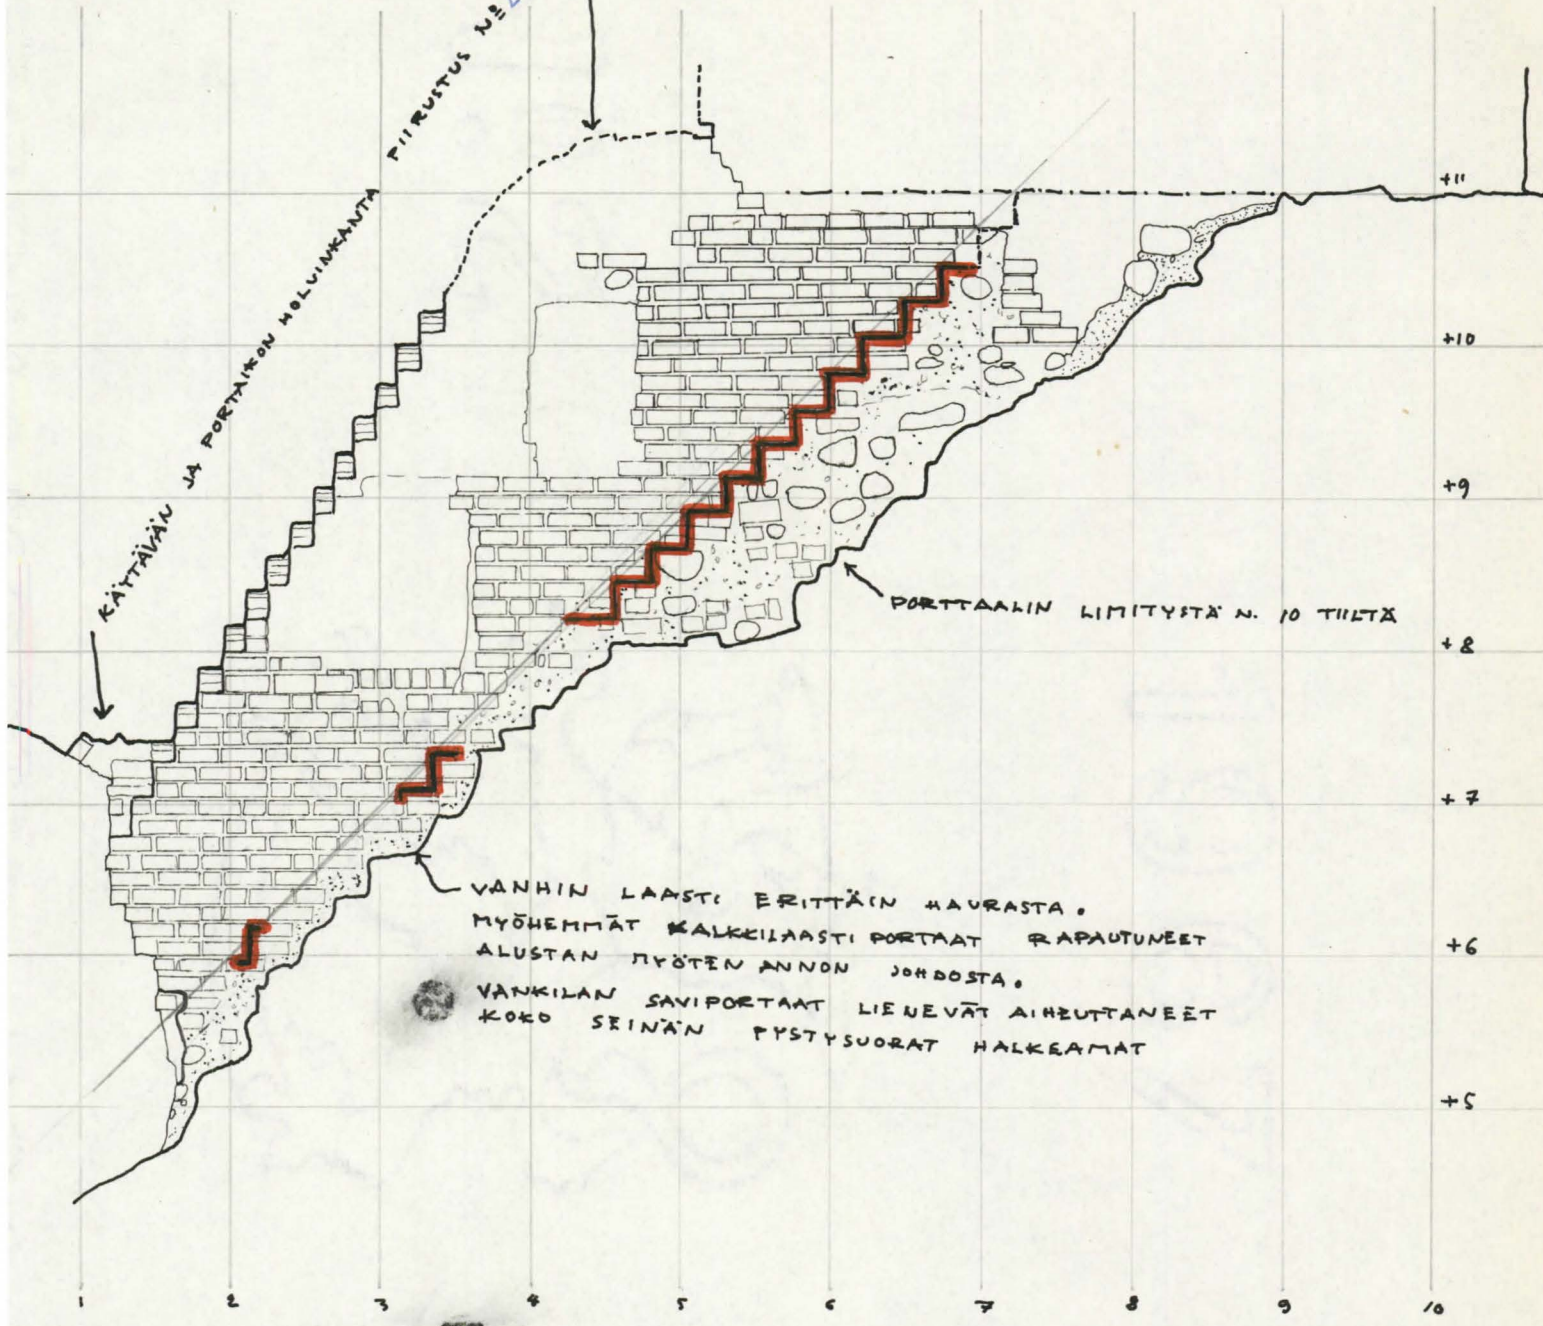 KÄYTÄVÄN JA PORTAIKON HOLVINKANTA PIIRUSTUS Nº
+11
+10
+9
PORTTAALIN LIMITYSTÄ N. 10 TIILTÄ
+8
+7
VANHIN LAASTI ERITTÄIN HAURASTA.
MYÖHEMMÄT KALKKILAASTIPORTAAT RAPAUTUNEET
ALUSTAN MYÖTEN ANNON JOHDOSTA.
+6
VANKILAN SAVIPORTAAT LIENEVÄT AIHEUTTANEET
KOKO SEINÄN PYSTYSUORAT HALKEAMAT
+5
1 2 3 4 5 6 7 8 9 10